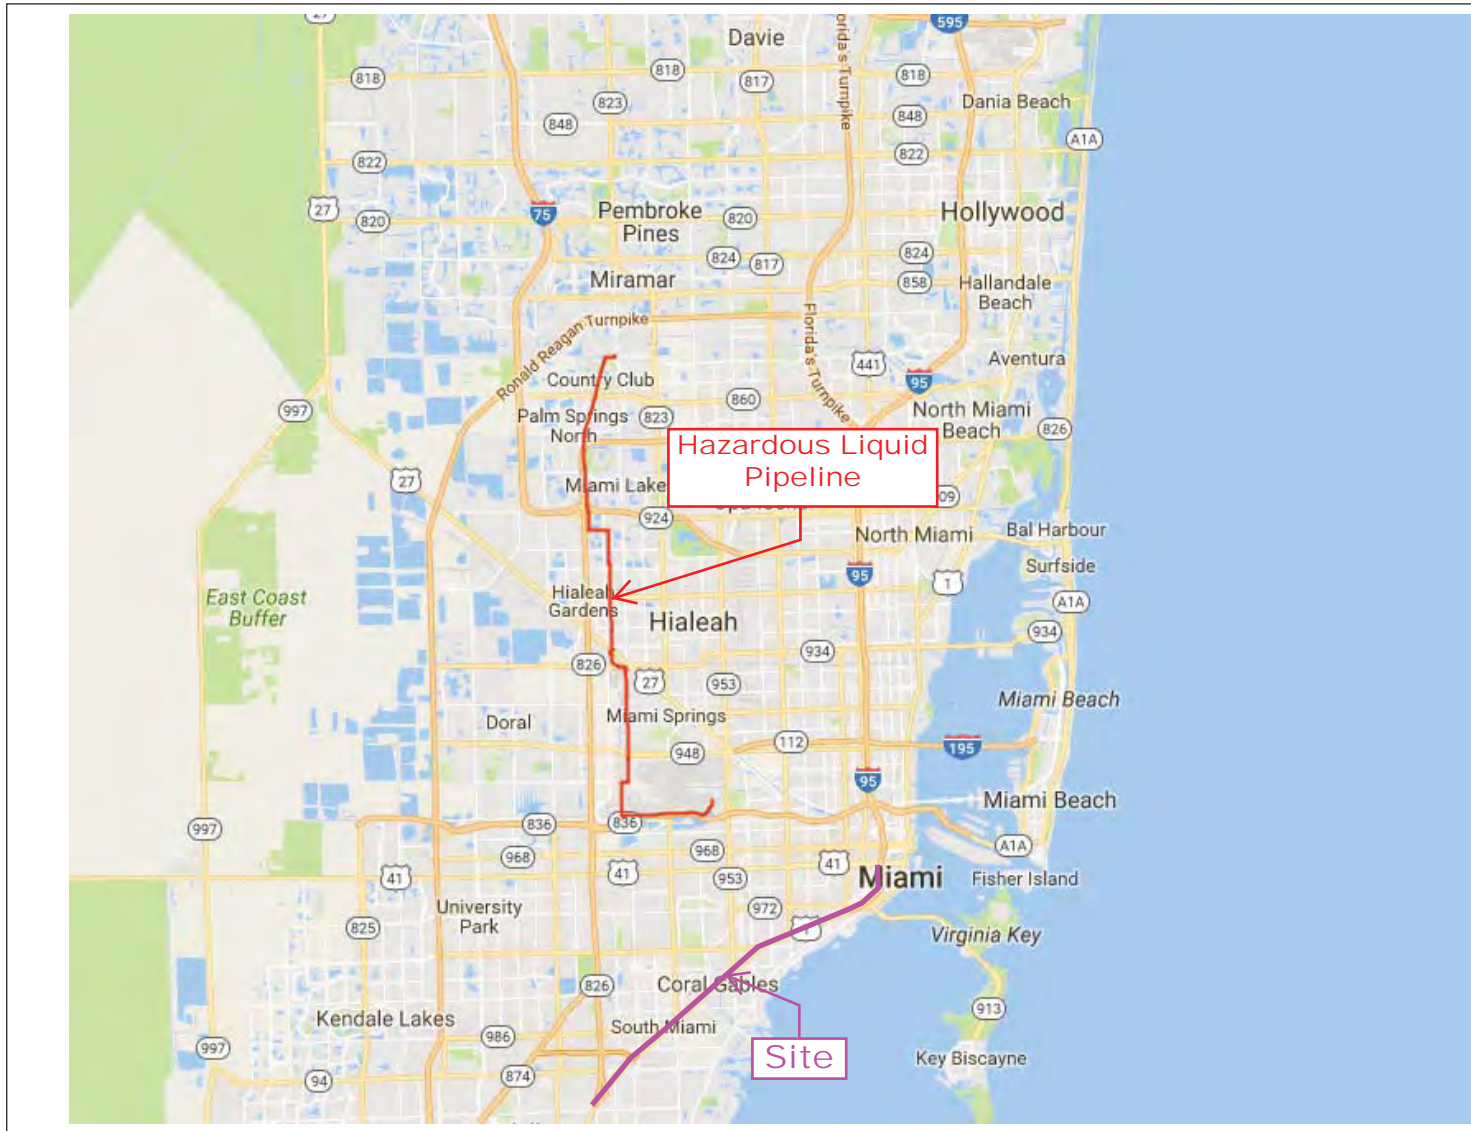 27
595
Davie
Florida's Turnpike
818
818
817
818
823
Dania Beach
848
848
A1A
822
822
27
820
75
Pembroke
Pines
820
Hollywood
824
817
824
Miramar
858
Hallandale
Beach
Ronald Reagan Turnpike
Florida's Turnpike
441
Aventura
Country Club
95
997
860
Palm Springs
North
823
North Miami
Beach
826
Hazardous Liquid
Pipeline
27
Miami Lake
09
924
North Miami
Bal Harbour
Surfside
95
1
East Coast
Buffer
Hialeah
Gardens
A1A
Hialeah
934
934
826
27
953
Miami Beach
Doral
Miami Springs
948
112
195
95
Miami Beach
997
836
836
A1A
968
968
41
41
41
953
Miami
Fisher Island
University
Park
972
1
825
Virginia Key
826
Coral Gables
913
Kendale Lakes
986
South Miami
997
Site
Key Biscayne
94
874